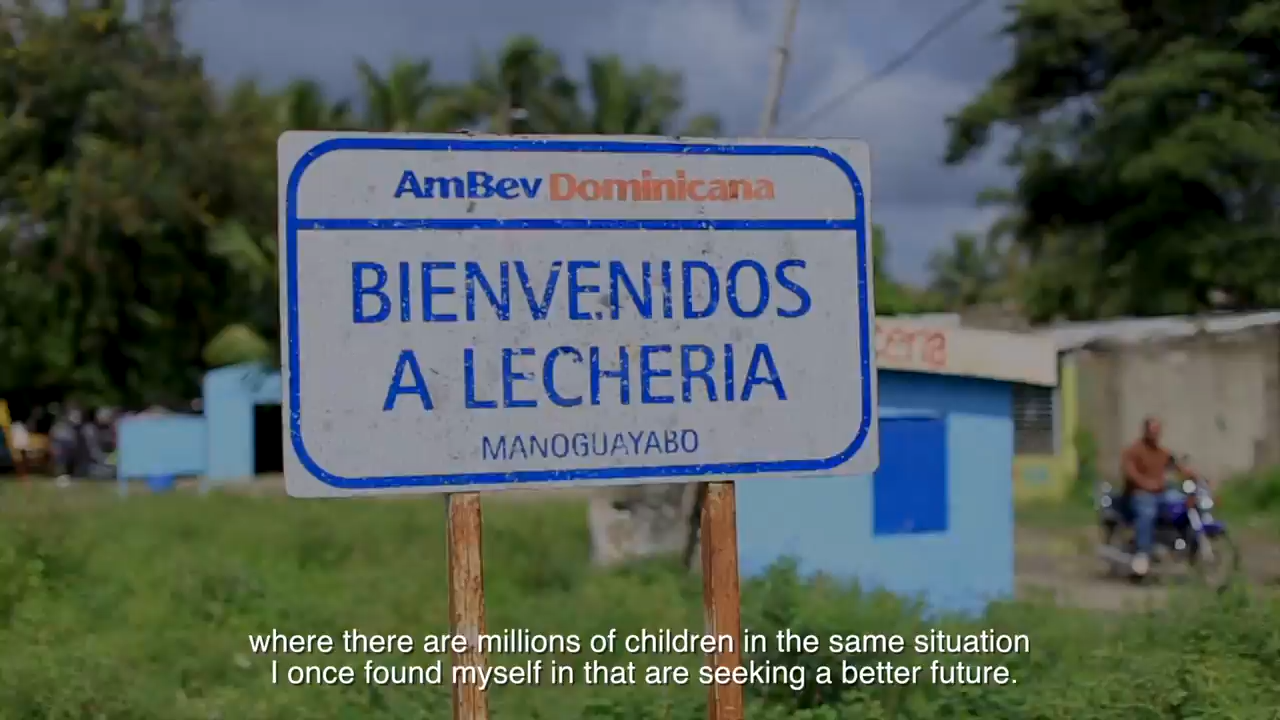 AmBev Dominicana
BIENVENIDOS
A LECHERIA
MANOGUAYABO
where there are millions of children in the same situation
I once found myself in that are seeking a better future.